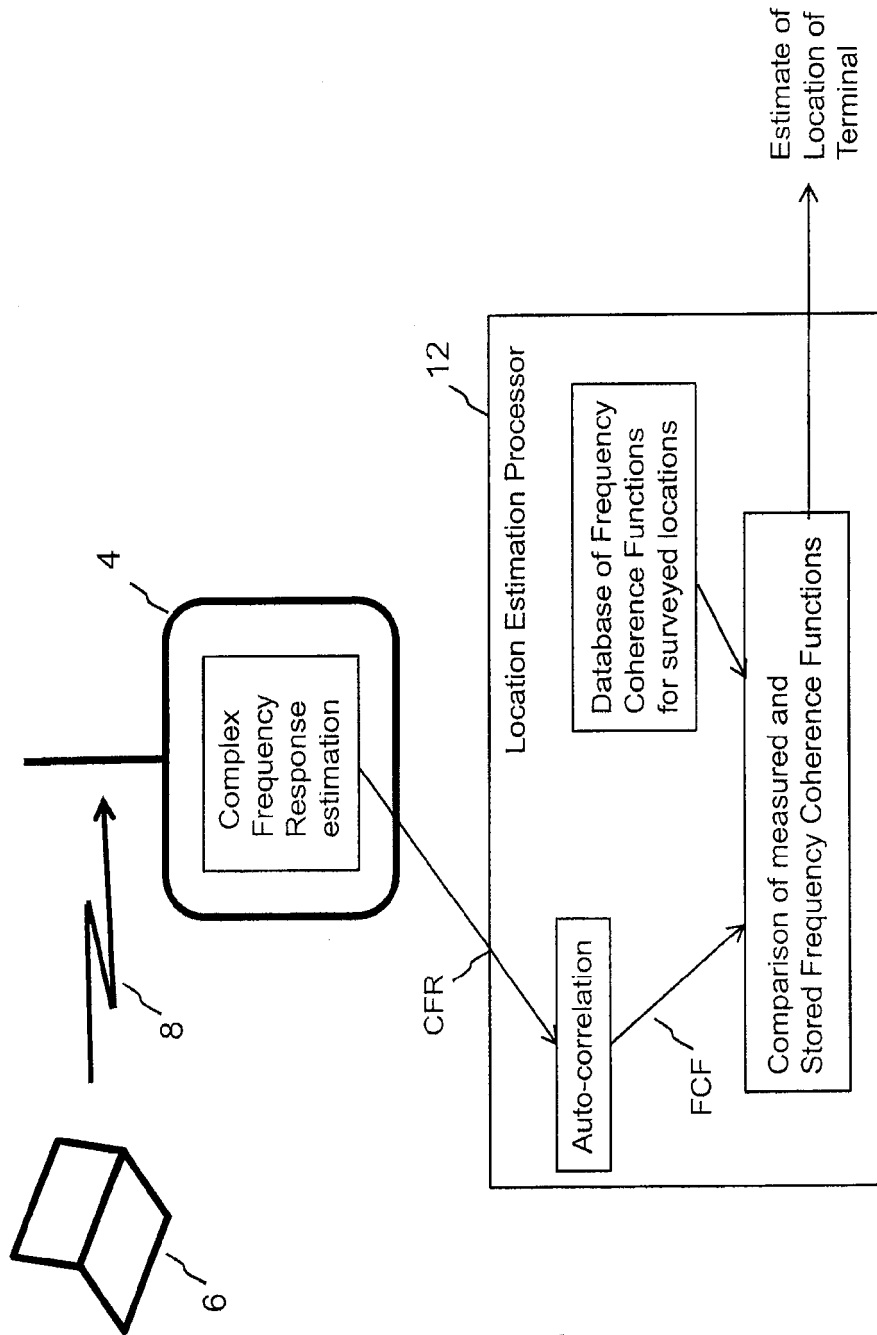 6
8
4
Complex
Frequency
Response
estimation
CFR
12
Location Estimation Processor
Auto-correlation
Database of Frequency
Coherence Functions
for surveyed locations
FCF
Comparison of measured and
Stored Frequency Coherence Functions
Estimate of
Location of
Terminal